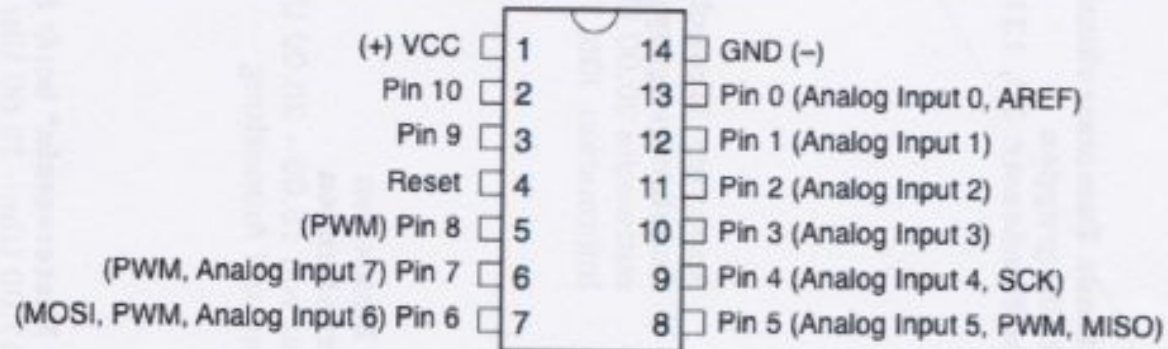 (+) VCC 1 14 GND (–)
Pin 10 2 13 Pin 0 (Analog Input 0, AREF)
Pin 9 3 12 Pin 1 (Analog Input 1)
Reset 4 11 Pin 2 (Analog Input 2)
(PWM) Pin 8 5 10 Pin 3 (Analog Input 3)
(PWM, Analog Input 7) Pin 7 6 9 Pin 4 (Analog Input 4, SCK)
(MOSI, PWM, Analog Input 6) Pin 6 7 8 Pin 5 (Analog Input 5, PWM, MISO)